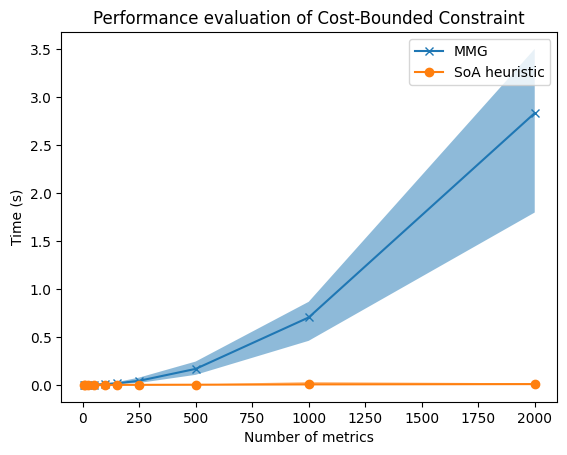 Performance evaluation of Cost-Bounded Constraint
MMG
SoA heuristic
Time (s)
3.5
3.0
2.5
2.0
1.5
1.0
0.5
0.0
0 250 500 750 1000 1250 1500 1750 2000
Number of metrics